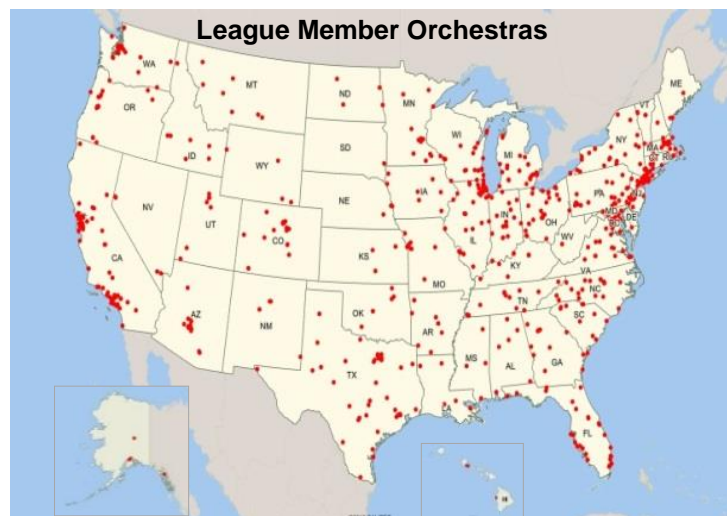 League Member Orchestras
WA
MT
ND
MN
ME
VT
OR
ID
WY
SD
WI
MI
NY
MA
CT RI
NV
UT
CO
NE
IA
IL
IN
OH
PA
NJ
MD
DE
WV
VA
CA
KS
MO
KY
AZ
NM
OK
AR
TN
NC
SC
TX
LA
MS
AL
GA
FL
HI